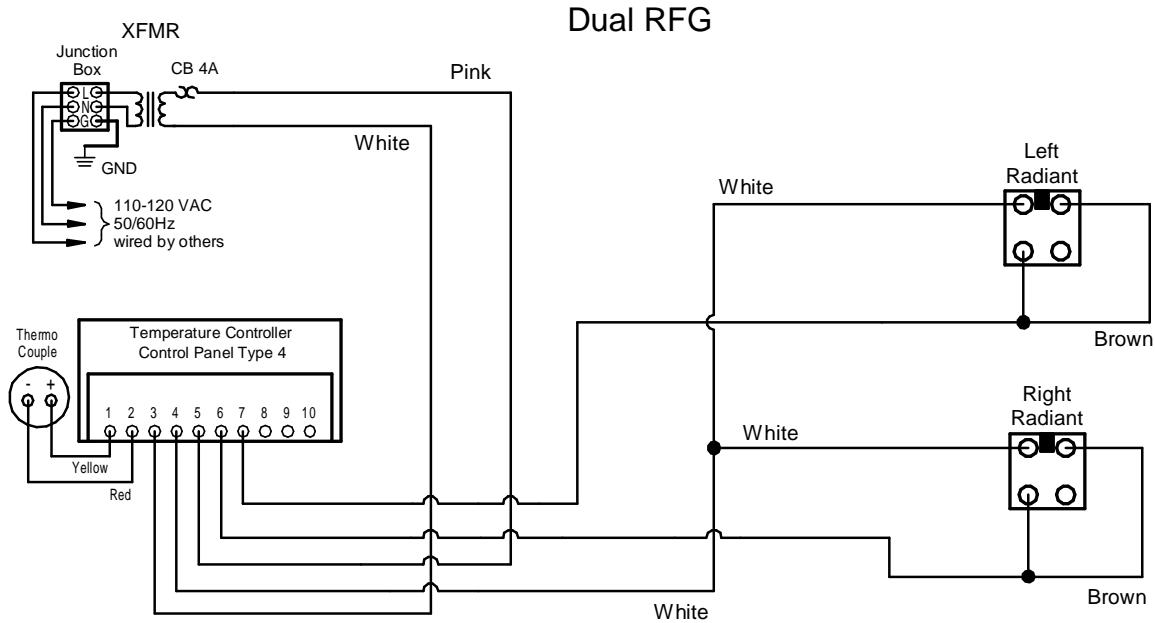 Dual RFG
XFMR
Junction
Box
CB 4A
Pink
L
N
G
White
GND
110-120 VAC
50/60Hz
wired by others
Left
Radiant
White
Brown
Thermo
Couple
- +
Temperature Controller
Control Panel Type 4
1 2 3 4 5 6 7 8 9 10
Yellow
Red
Right
Radiant
White
Brown
White